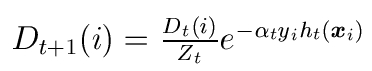 $D_{t+1}(i) = \frac{D_t(i)}{Z_t} e^{-\alpha_t y_i h_t(\boldsymbol{x}_i)}$